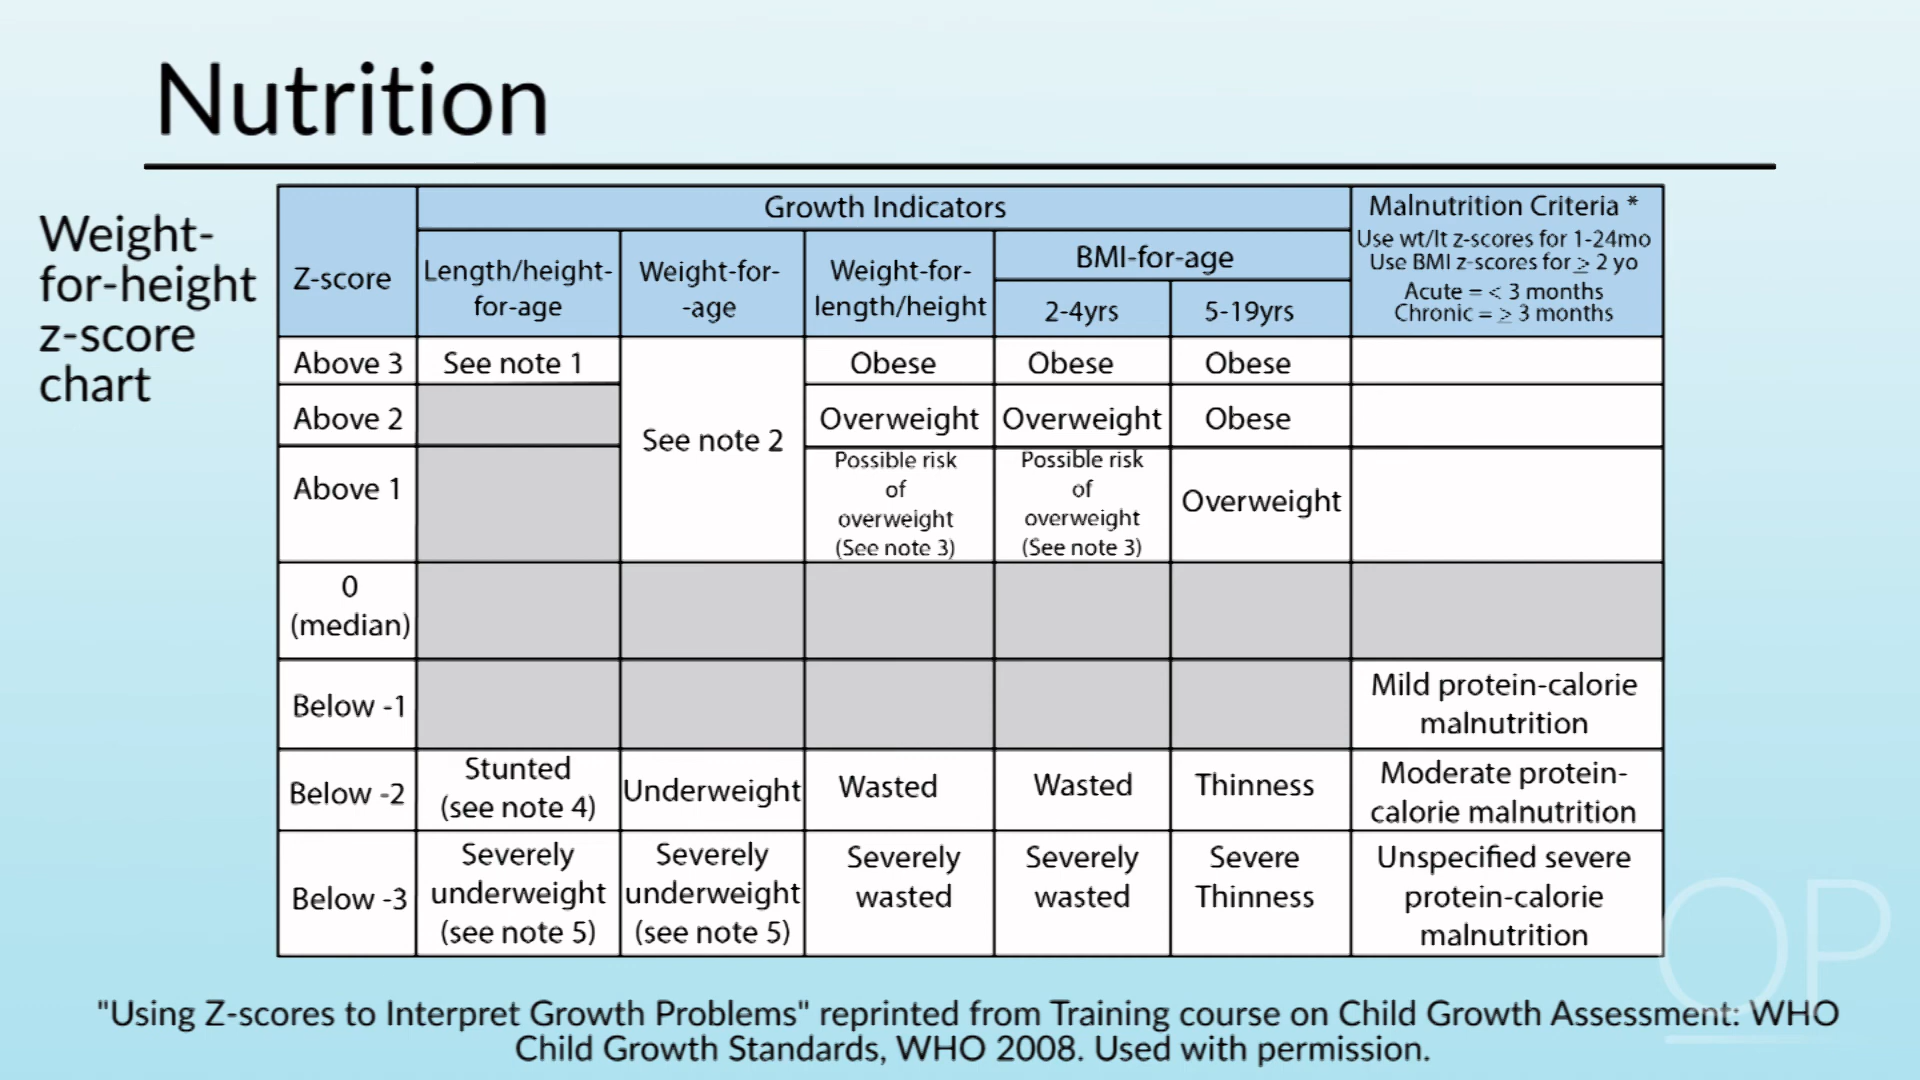 Nutrition
Weight-
for-height
z-score
chart
Z-score
Growth Indicators
Length/height-
for-age
Weight-for-
-age
Weight-for-
length/height
BMI-for-age
2-4yrs
5-19yrs
Malnutrition Criteria *
Use wt/lt z-scores for 1-24mo
Use BMI z-scores for ≥ 2 yo
Acute = < 3 months
Chronic = ≥ 3 months
Above 3
See note 1
See note 2
Obese
Obese
Obese
Above 2
Overweight
Overweight
Obese
Above 1
Possible risk
of
overweight
(See note 3)
Possible risk
of
overweight
(See note 3)
Overweight
0
(median)
Below -1
Mild protein-calorie
malnutrition
Below -2
Stunted
(see note 4)
Underweight
Wasted
Wasted
Thinness
Moderate protein-
calorie malnutrition
Below -3
Severely
underweight
(see note 5)
Severely
underweight
(see note 5)
Severely
wasted
Severely
wasted
Severe
Thinness
Unspecified severe
protein-calorie
malnutrition
"Using Z-scores to Interpret Growth Problems" reprinted from Training course on Child Growth Assessment: WHO
Child Growth Standards, WHO 2008. Used with permission.
OP